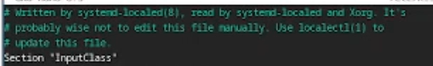 # Written by systemd-localed(8), read by systemd-localed and Xorg. It's
# probably wise not to edit this file manually. Use localectl(1) to
# update this file.
Section "InputClass"